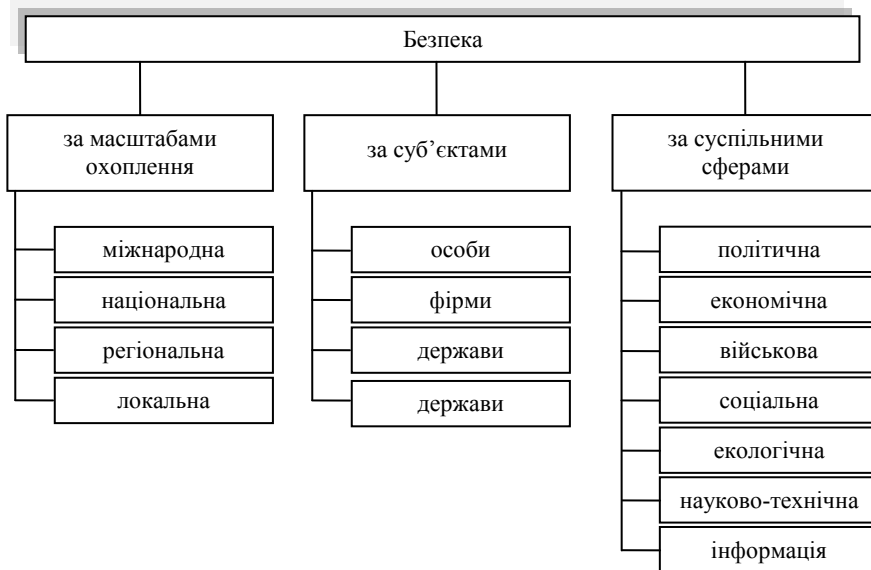 Безпека
за масштабами
охоплення
міжнародна
національна
регіональна
локальна
за суб’єктами
особи
фірми
держави
держави
за суспільними
сферами
політична
економічна
військова
соціальна
екологічна
науково-технічна
інформація